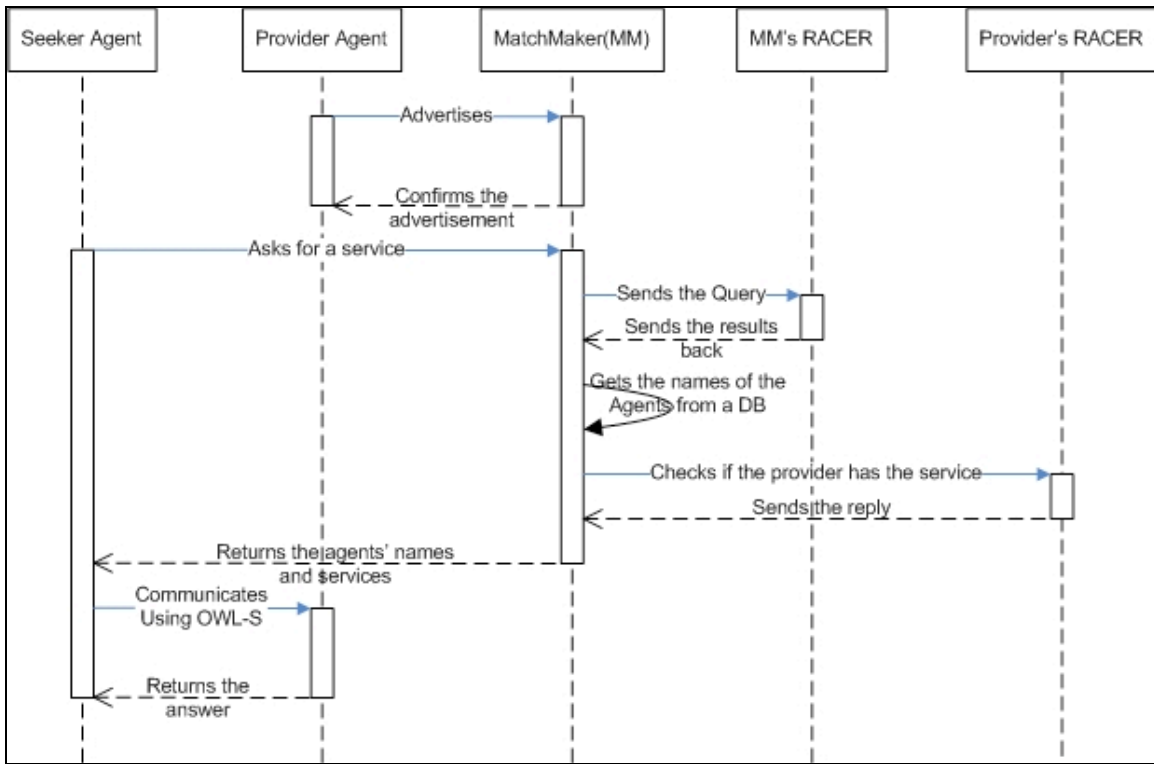 Seeker Agent
Provider Agent
MatchMaker(MM)
MM's RACER
Provider's RACER
Advertises
Confirms the
advertisement
Asks for a service
Sends the Query
Sends the results
back
Gets the names of the
Agents from a DB
Checks if the provider has the service
Sends the reply
Returns the agents' names
and services
Communicates
Using OWL-S
Returns the
answer